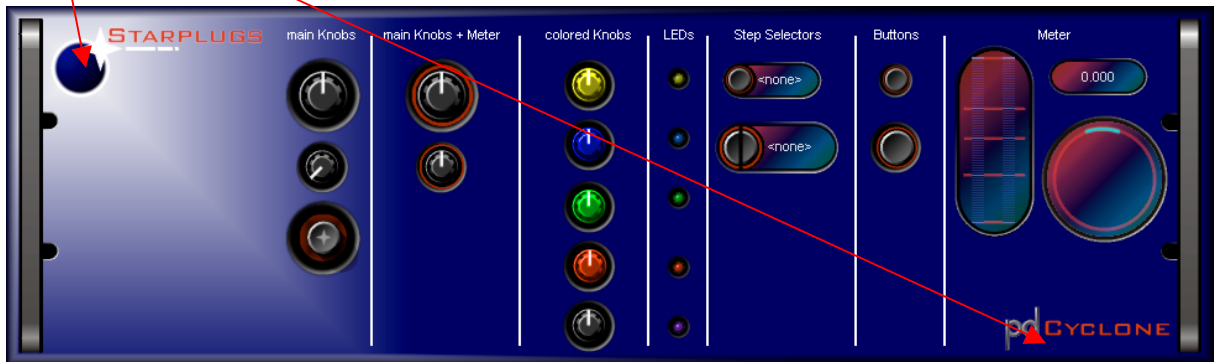 STARPLUGS
main Knobs
main Knobs + Meter
colored Knobs
LEDs
Step Selectors
Buttons
Meter
<none>
0.000
<none>
pd CYCLONE